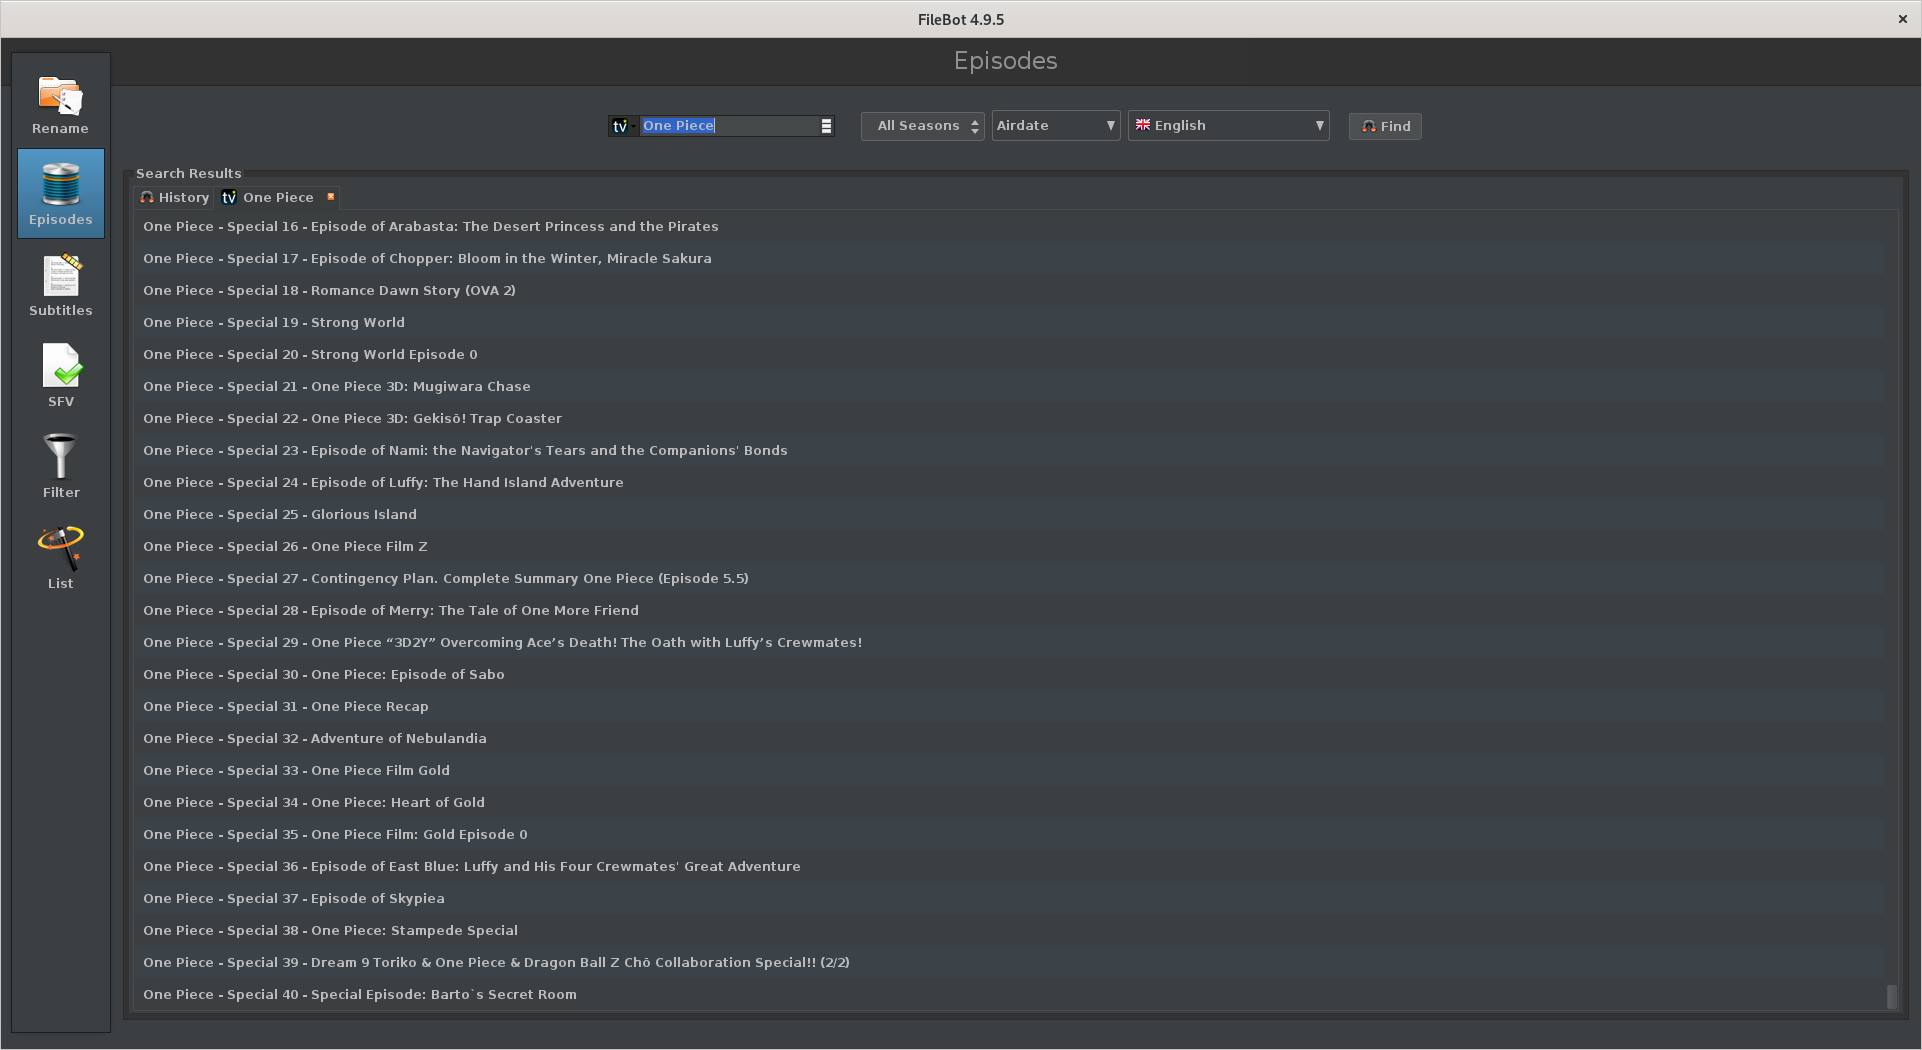 FileBot 4.9.5
Episodes
Rename
Episodes
Subtitles
SFV
Filter
List
tv One Piece All Seasons Airdate English Find
Search Results
History tv One Piece
One Piece - Special 16 - Episode of Arabasta: The Desert Princess and the Pirates
One Piece - Special 17 - Episode of Chopper: Bloom in the Winter, Miracle Sakura
One Piece - Special 18 - Romance Dawn Story (OVA 2)
One Piece - Special 19 - Strong World
One Piece - Special 20 - Strong World Episode 0
One Piece - Special 21 - One Piece 3D: Mugiwara Chase
One Piece - Special 22 - One Piece 3D: Gekisō! Trap Coaster
One Piece - Special 23 - Episode of Nami: the Navigator's Tears and the Companions' Bonds
One Piece - Special 24 - Episode of Luffy: The Hand Island Adventure
One Piece - Special 25 - Glorious Island
One Piece - Special 26 - One Piece Film Z
One Piece - Special 27 - Contingency Plan. Complete Summary One Piece (Episode 5.5)
One Piece - Special 28 - Episode of Merry: The Tale of One More Friend
One Piece - Special 29 - One Piece “3D2Y” Overcoming Ace’s Death! The Oath with Luffy’s Crewmates!
One Piece - Special 30 - One Piece: Episode of Sabo
One Piece - Special 31 - One Piece Recap
One Piece - Special 32 - Adventure of Nebulandia
One Piece - Special 33 - One Piece Film Gold
One Piece - Special 34 - One Piece: Heart of Gold
One Piece - Special 35 - One Piece Film: Gold Episode 0
One Piece - Special 36 - Episode of East Blue: Luffy and His Four Crewmates' Great Adventure
One Piece - Special 37 - Episode of Skypiea
One Piece - Special 38 - One Piece: Stampede Special
One Piece - Special 39 - Dream 9 Toriko & One Piece & Dragon Ball Z Chō Collaboration Special!! (2/2)
One Piece - Special 40 - Special Episode: Barto`s Secret Room